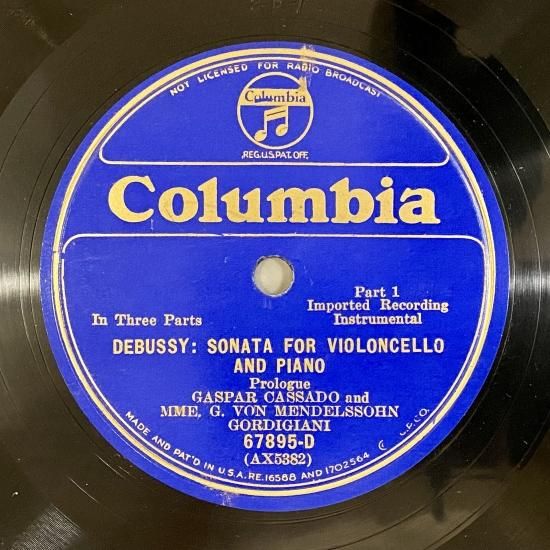 NOT LICENSED FOR RADIO BROADCAST
Columbia
REG.U.S.PAT.OFF.
Columbia
In Three Parts
Part 1
Imported Recording
Instrumental
DEBUSSY: SONATA FOR VIOLONCELLO
AND PIANO
Prologue
GASPAR CASSADO and
MME. G. VON MENDELSSOHN
GORDIGIANI
67895-D
(AX5382)
MADE AND PAT'D IN U.S.A. RE.16588 AND 1702564 C.P.CO.